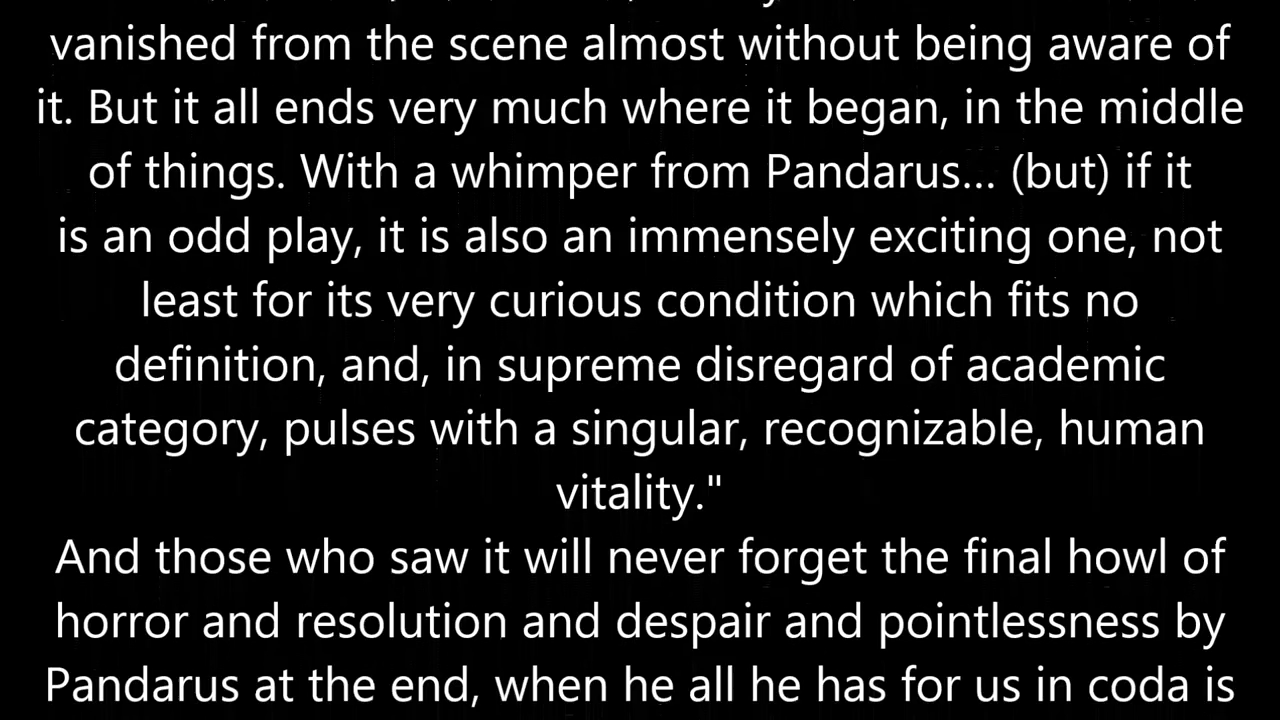 vanished from the scene almost without being aware of
it. But it all ends very much where it began, in the middle
of things. With a whimper from Pandarus... (but) if it
is an odd play, it is also an immensely exciting one, not
least for its very curious condition which fits no
definition, and, in supreme disregard of academic
category, pulses with a singular, recognizable, human
vitality."
And those who saw it will never forget the final howl of
horror and resolution and despair and pointlessness by
Pandarus at the end, when he all he has for us in coda is